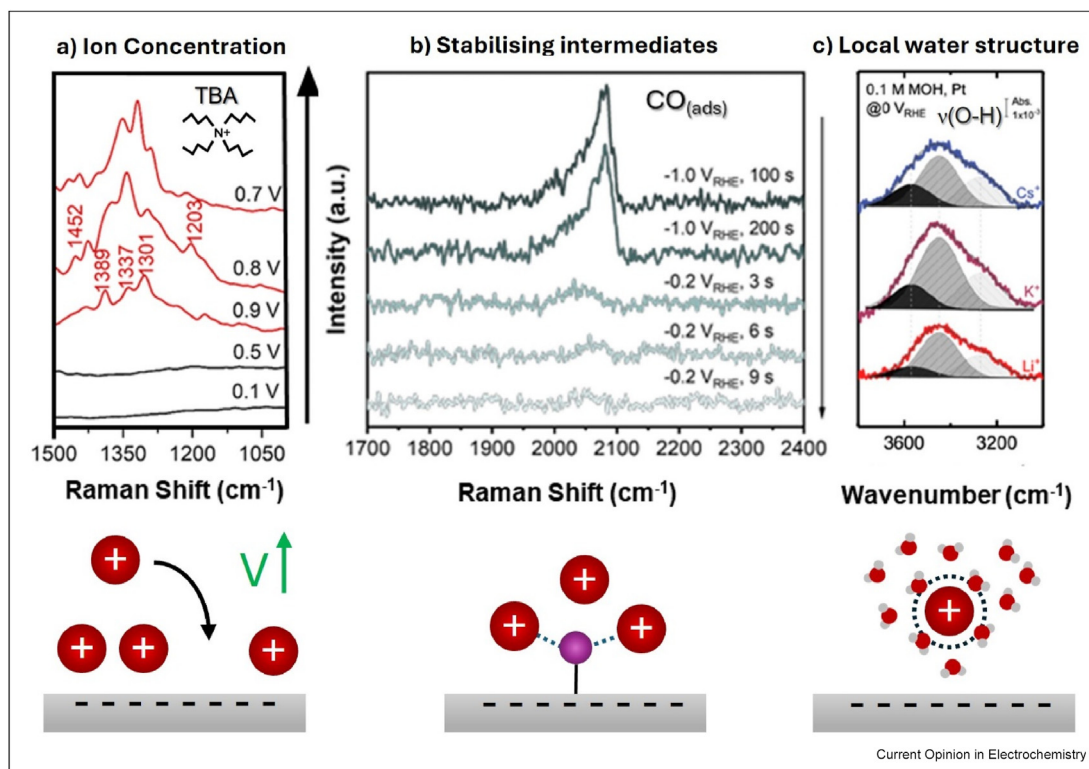 a) Ion Concentration
TBA
N+
0.7 V
1452
1389
1337
1301
1203
0.8 V
0.9 V
0.5 V
0.1 V
1500 1350 1200 1050
Raman Shift (cm-1)
V
+
+ + +
b) Stabilising intermediates
Intensity (a.u.)
CO(ads)
-1.0 VRHE, 100 s
-1.0 VRHE, 200 s
-0.2 VRHE, 3 s
-0.2 VRHE, 6 s
-0.2 VRHE, 9 s
1700 1800 1900 2000 2100 2200 2300 2400
Raman Shift (cm-1)
+
+ +
c) Local water structure
0.1 M MOH, Pt
@0 VRHE
Abs.
1x10-3
ν(O-H)
Cs+
K+
Li+
3600 3200
Wavenumber (cm-1)
+
Current Opinion in Electrochemistry